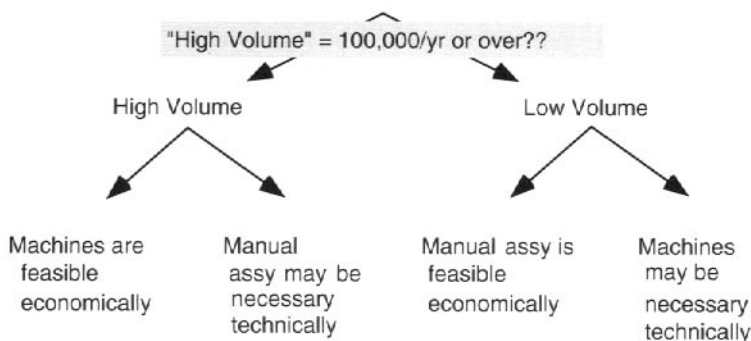 "High Volume" = 100,000/yr or over??
High Volume
Low Volume
Machines are
feasible
economically
Manual
assy may be
necessary
technically
Manual assy is
feasible
economically
Machines
may be
necessary
technically